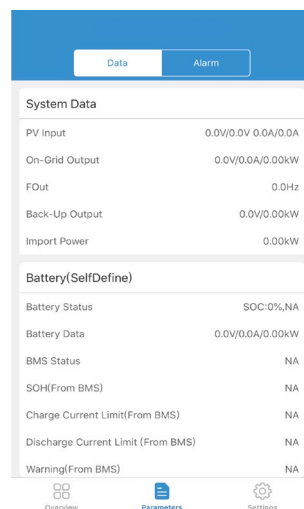 Data Alarm
System Data
PV Input 0.0V/0.0V 0.0A/0.0A
On-Grid Output 0.0V/0.0A/0.00kW
FOut 0.0Hz
Back-Up Output 0.0V/0.00kW
Import Power 0.00kW
Battery(SelfDefine)
Battery Status SOC:0%,NA
Battery Data 0.0V/0.0A/0.00kW
BMS Status NA
SOH(From BMS) NA
Charge Current Limit(From BMS) NA
Discharge Current Limit (From BMS) NA
Warning(From BMS) NA
Overview Parameters Settings